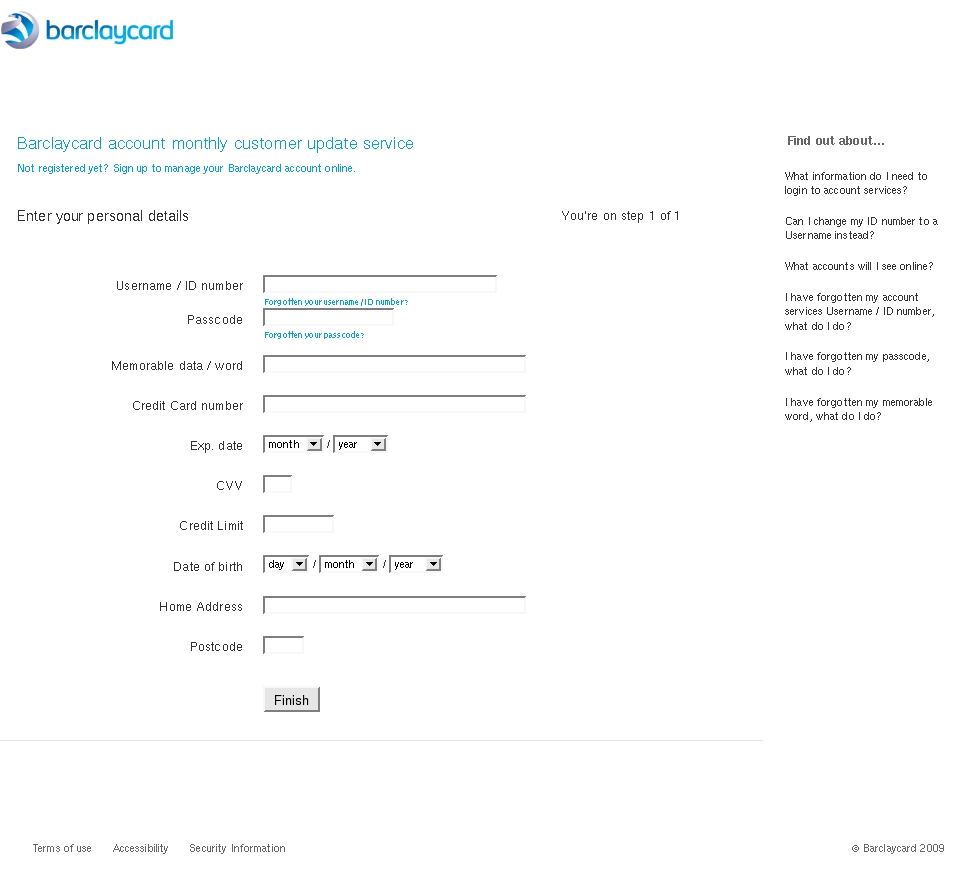 barclaycard
Barclaycard account monthly customer update service
Not registered yet? Sign up to manage your Barclaycard account online.
Enter your personal details
You're on step 1 of 1
Username / ID number
Forgotten your username / ID number?
Passcode
Forgotten your passcode?
Memorable data / word
Credit Card number
Exp. date
month / year
CVV
Credit Limit
Date of birth
day / month / year
Home Address
Postcode
Finish
Find out about...
What information do I need to
login to account services?
Can I change my ID number to a
Username instead?
What accounts will I see online?
I have forgotten my account
services Username / ID number,
what do I do?
I have forgotten my passcode,
what do I do?
I have forgotten my memorable
word, what do I do?
Terms of use
Accessibility
Security Information
© Barclaycard 2009